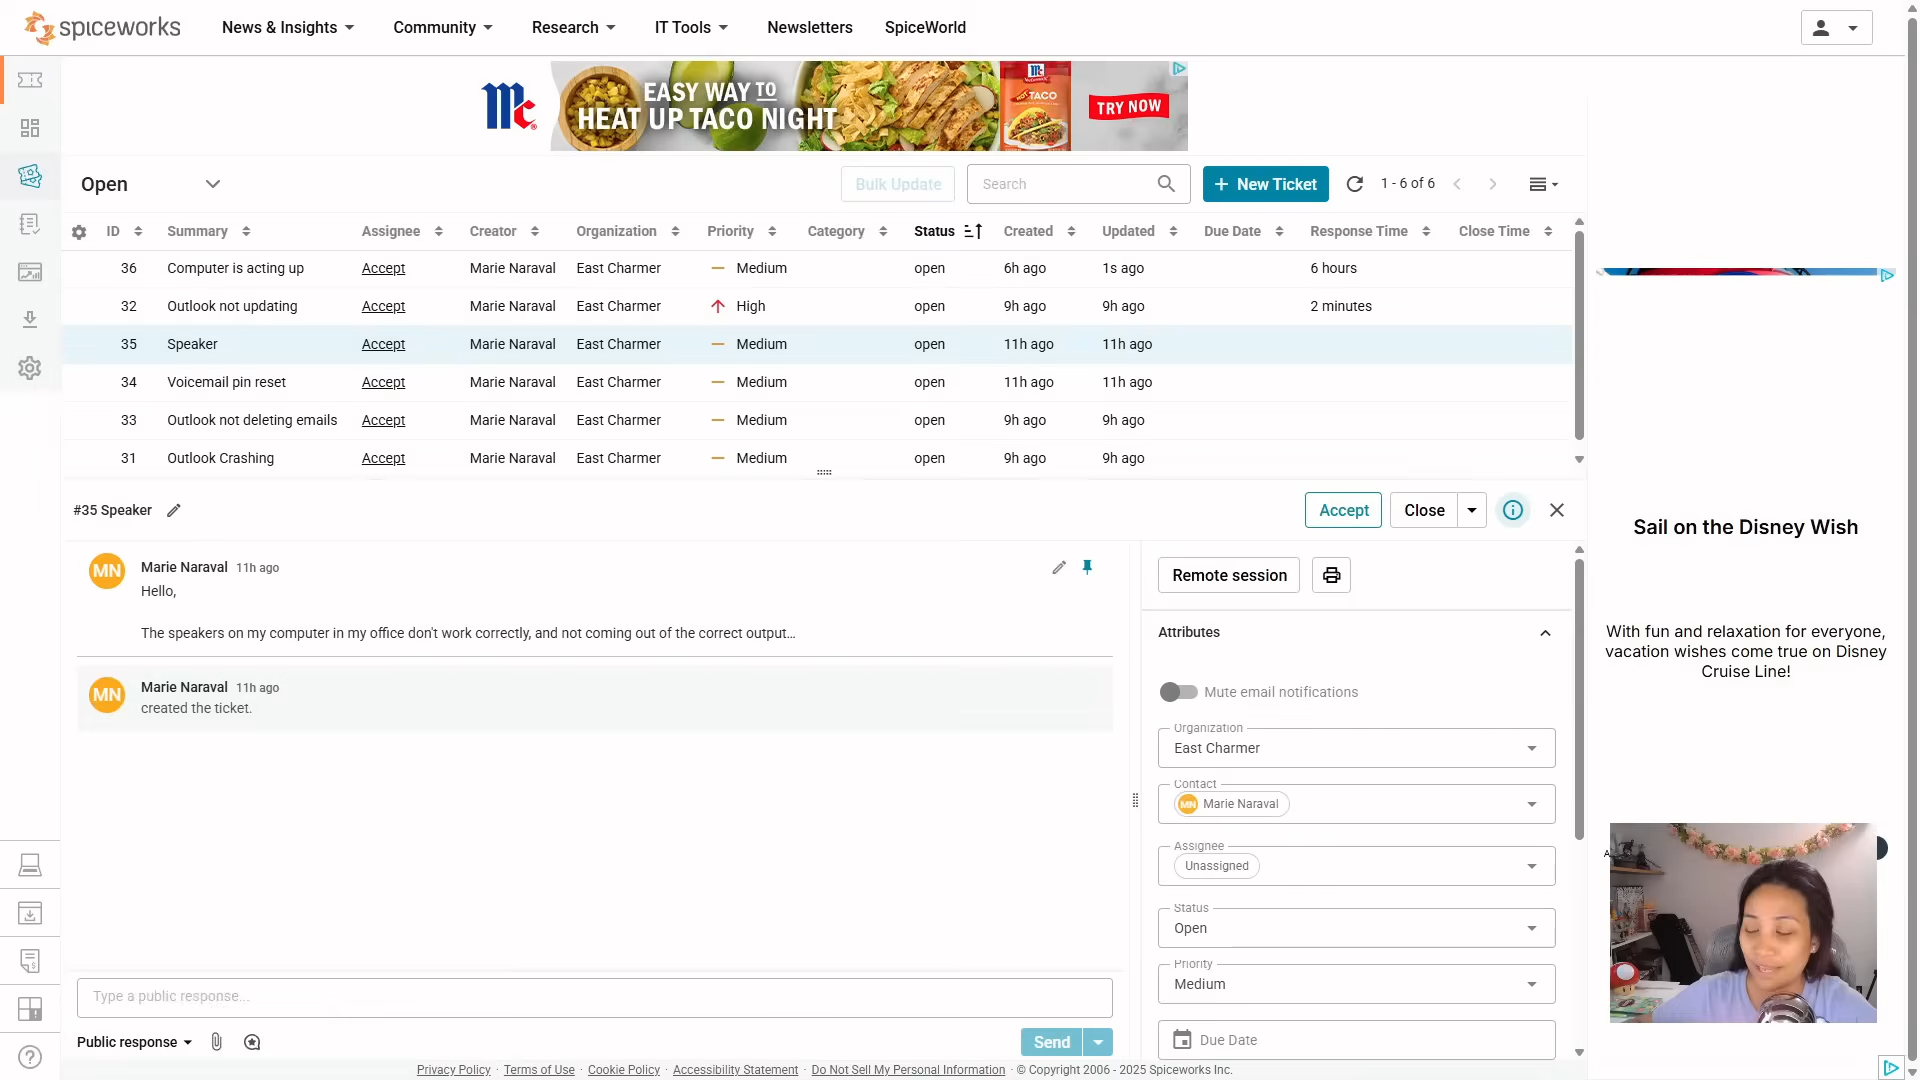 spiceworks
News & Insights
Community
Research
IT Tools
Newsletters
SpiceWorld
EASY WAY TO
HEAT UP TACO NIGHT
HOT TACO
TRY NOW
Open
Bulk Update
Search
+ New Ticket
1 - 6 of 6
ID Summary Assignee Creator Organization Priority Category Status Created Updated Due Date Response Time Close Time
36 Computer is acting up Accept Marie Naraval East Charmer Medium open 6h ago 1s ago 6 hours
32 Outlook not updating Accept Marie Naraval East Charmer High open 9h ago 9h ago 2 minutes
35 Speaker Accept Marie Naraval East Charmer Medium open 11h ago 11h ago
34 Voicemail pin reset Accept Marie Naraval East Charmer Medium open 11h ago 11h ago
33 Outlook not deleting emails Accept Marie Naraval East Charmer Medium open 9h ago 9h ago
31 Outlook Crashing Accept Marie Naraval East Charmer Medium open 9h ago 9h ago
#35 Speaker
Accept
Close
MN
Marie Naraval 11h ago
Hello,
The speakers on my computer in my office don't work correctly, and not coming out of the correct output...
MN
Marie Naraval 11h ago
created the ticket.
Type a public response...
Public response
Send
Remote session
Attributes
Mute email notifications
Organization
East Charmer
Contact
MN Marie Naraval
Assignee
Unassigned
Status
Open
Priority
Medium
Due Date
Sail on the Disney Wish
With fun and relaxation for everyone,
vacation wishes come true on Disney
Cruise Line!
Privacy Policy · Terms of Use · Cookie Policy · Accessibility Statement · Do Not Sell My Personal Information · © Copyright 2006 - 2025 Spiceworks Inc.